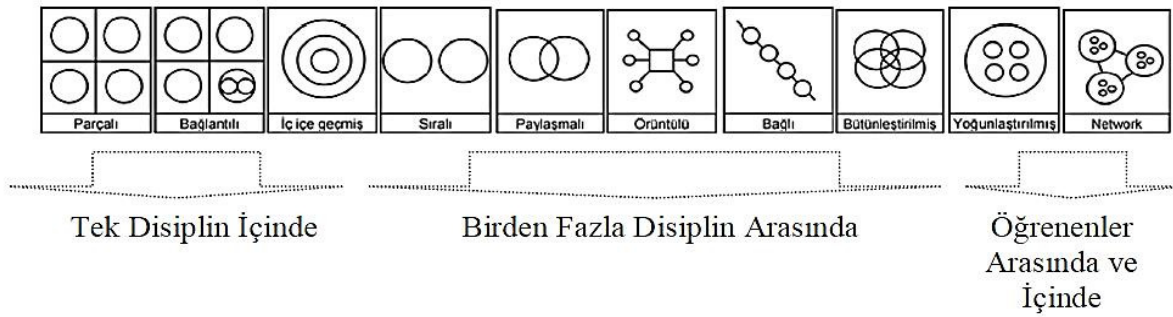 Parçalı Bağlantılı İç içe geçmiş Sıralı Paylaşmalı Örüntülü Bağlı Bütünleştirilmiş Yoğunlaştırılmış Network
Tek Disiplin İçinde
Birden Fazla Disiplin Arasında
Öğrenenler
Arasında ve
İçinde